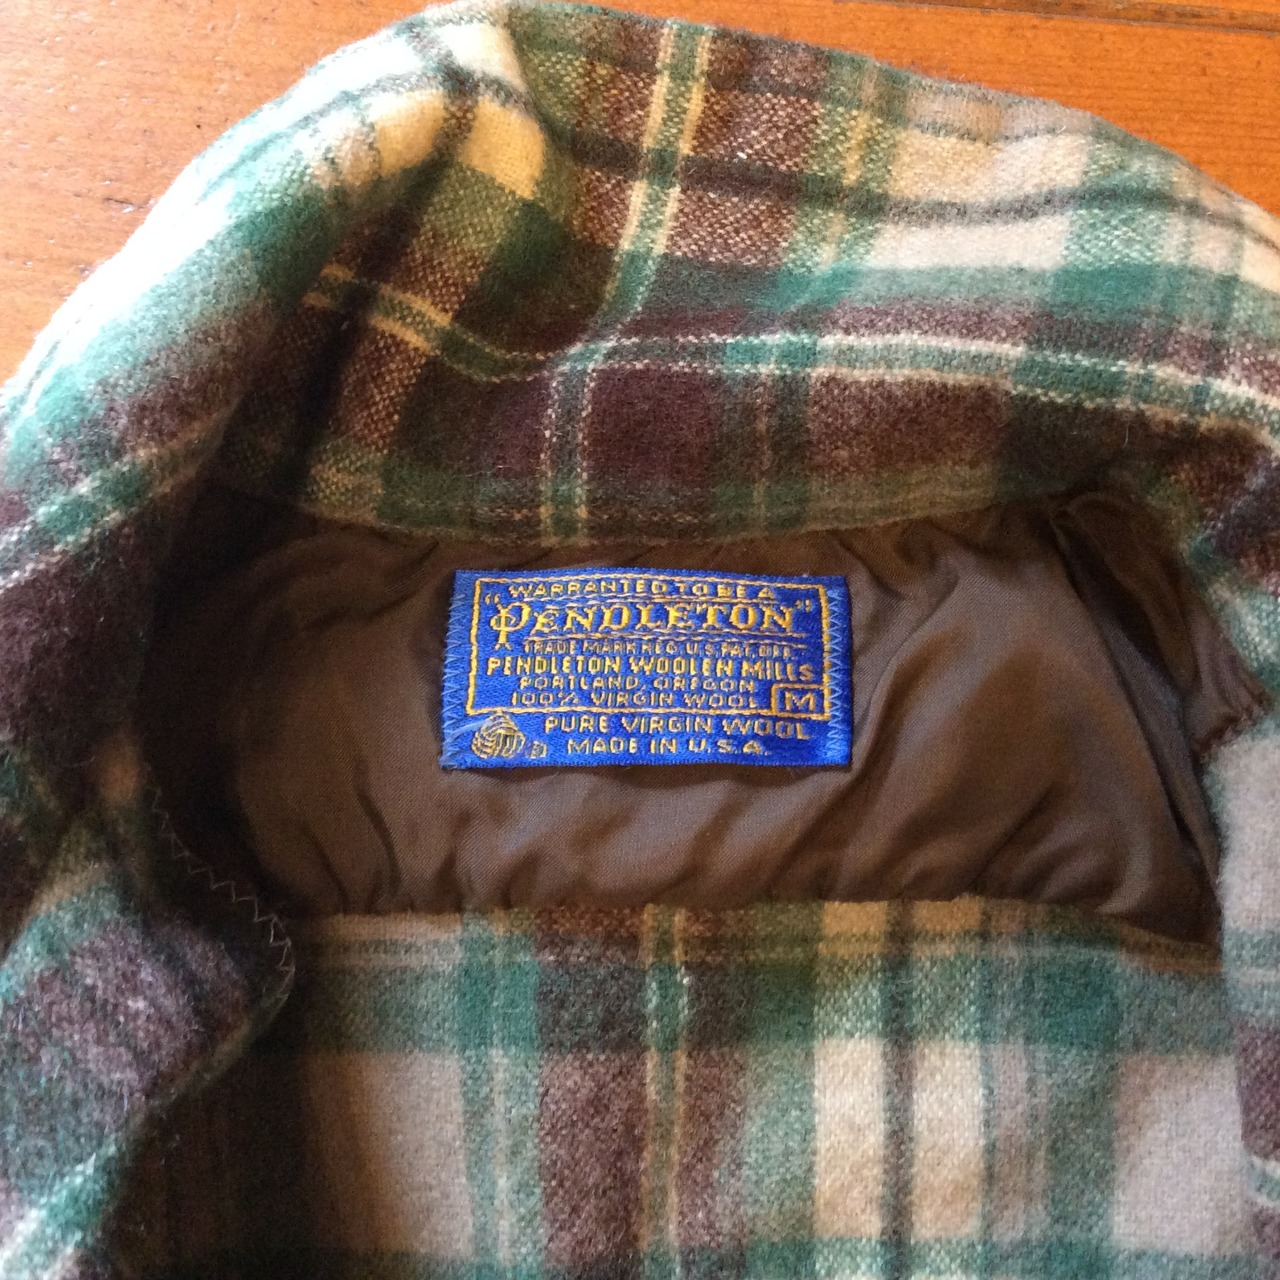 WARRANTED TO BE A
"PENDLETON"
TRADE MARK REG. U.S. PAT. OFF.
PENDLETON WOOLEN MILLS
PORTLAND, OREGON
100% VIRGIN WOOL M
PURE VIRGIN WOOL
MADE IN U.S.A.